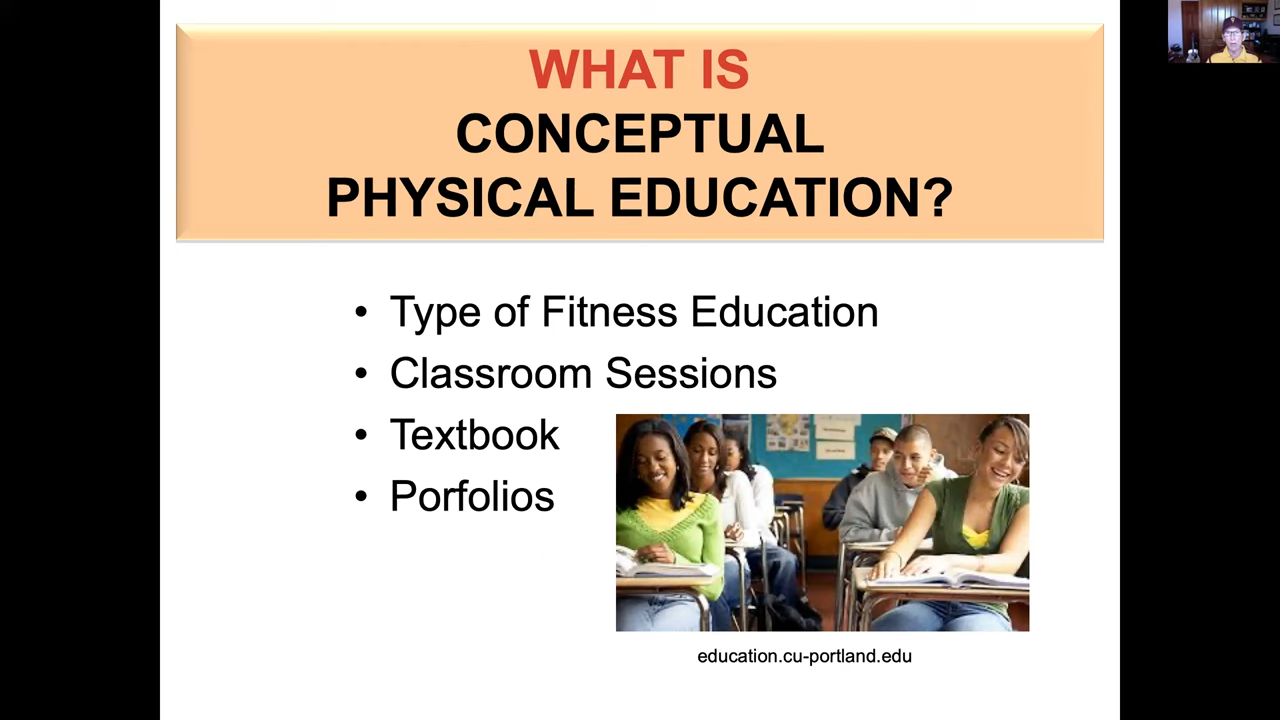 WHAT IS
CONCEPTUAL
PHYSICAL EDUCATION?
• Type of Fitness Education
• Classroom Sessions
• Textbook
• Porfolios
education.cu-portland.edu